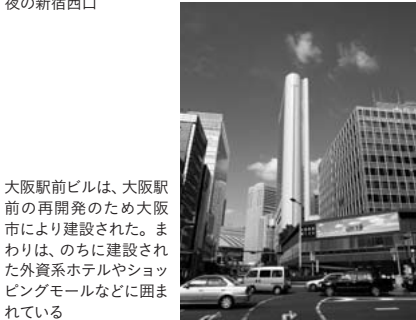 夜の新宿西口
大阪駅前ビルは、大阪駅
前の再開発のため大阪
市により建設された。ま
わりは、のちに建設され
た外資系ホテルやショッ
ピングモールなどに囲ま
れている